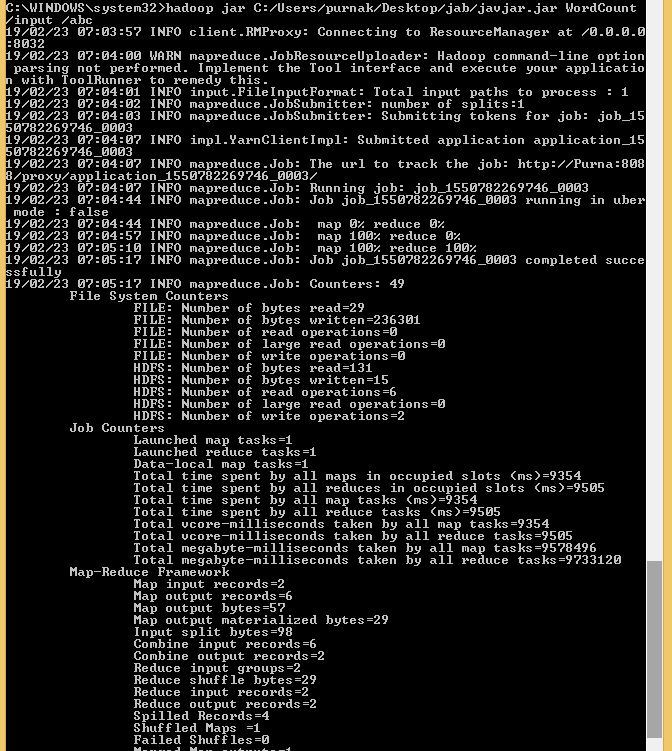 C:\WINDOWS\system32>hadoop jar C:/Users/purnak/Desktop/jab/javjar.jar WordCount
/input /abc
19/02/23 07:03:57 INFO client.RMProxy: Connecting to ResourceManager at /0.0.0.0
:8032
19/02/23 07:04:00 WARN mapreduce.JobResourceUploader: Hadoop command-line option
 parsing not performed. Implement the Tool interface and execute your applicatio
n with ToolRunner to remedy this.
19/02/23 07:04:01 INFO input.FileInputFormat: Total input paths to process : 1
19/02/23 07:04:02 INFO mapreduce.JobSubmitter: number of splits:1
19/02/23 07:04:03 INFO mapreduce.JobSubmitter: Submitting tokens for job: job_15
50782269746_0003
19/02/23 07:04:07 INFO impl.YarnClientImpl: Submitted application application_15
50782269746_0003
19/02/23 07:04:07 INFO mapreduce.Job: The url to track the job: http://Purna:808
8/proxy/application_1550782269746_0003/
19/02/23 07:04:07 INFO mapreduce.Job: Running job: job_1550782269746_0003
19/02/23 07:04:44 INFO mapreduce.Job: Job job_1550782269746_0003 running in uber
 mode : false
19/02/23 07:04:44 INFO mapreduce.Job:  map 0% reduce 0%
19/02/23 07:04:57 INFO mapreduce.Job:  map 100% reduce 0%
19/02/23 07:05:10 INFO mapreduce.Job:  map 100% reduce 100%
19/02/23 07:05:17 INFO mapreduce.Job: Job job_1550782269746_0003 completed succe
ssfully
19/02/23 07:05:17 INFO mapreduce.Job: Counters: 49
File System Counters
FILE: Number of bytes read=29
FILE: Number of bytes written=236301
FILE: Number of read operations=0
FILE: Number of large read operations=0
FILE: Number of write operations=0
HDFS: Number of bytes read=131
HDFS: Number of bytes written=15
HDFS: Number of read operations=6
HDFS: Number of large read operations=0
HDFS: Number of write operations=2
Job Counters
Launched map tasks=1
Launched reduce tasks=1
Data-local map tasks=1
Total time spent by all maps in occupied slots (ms)=9354
Total time spent by all reduces in occupied slots (ms)=9505
Total time spent by all map tasks (ms)=9354
Total time spent by all reduce tasks (ms)=9505
Total vcore-milliseconds taken by all map tasks=9354
Total vcore-milliseconds taken by all reduce tasks=9505
Total megabyte-milliseconds taken by all map tasks=9578496
Total megabyte-milliseconds taken by all reduce tasks=9733120
Map-Reduce Framework
Map input records=2
Map output records=6
Map output bytes=57
Map output materialized bytes=29
Input split bytes=98
Combine input records=6
Combine output records=2
Reduce input groups=2
Reduce shuffle bytes=29
Reduce input records=2
Reduce output records=2
Spilled Records=4
Shuffled Maps =1
Failed Shuffles=0